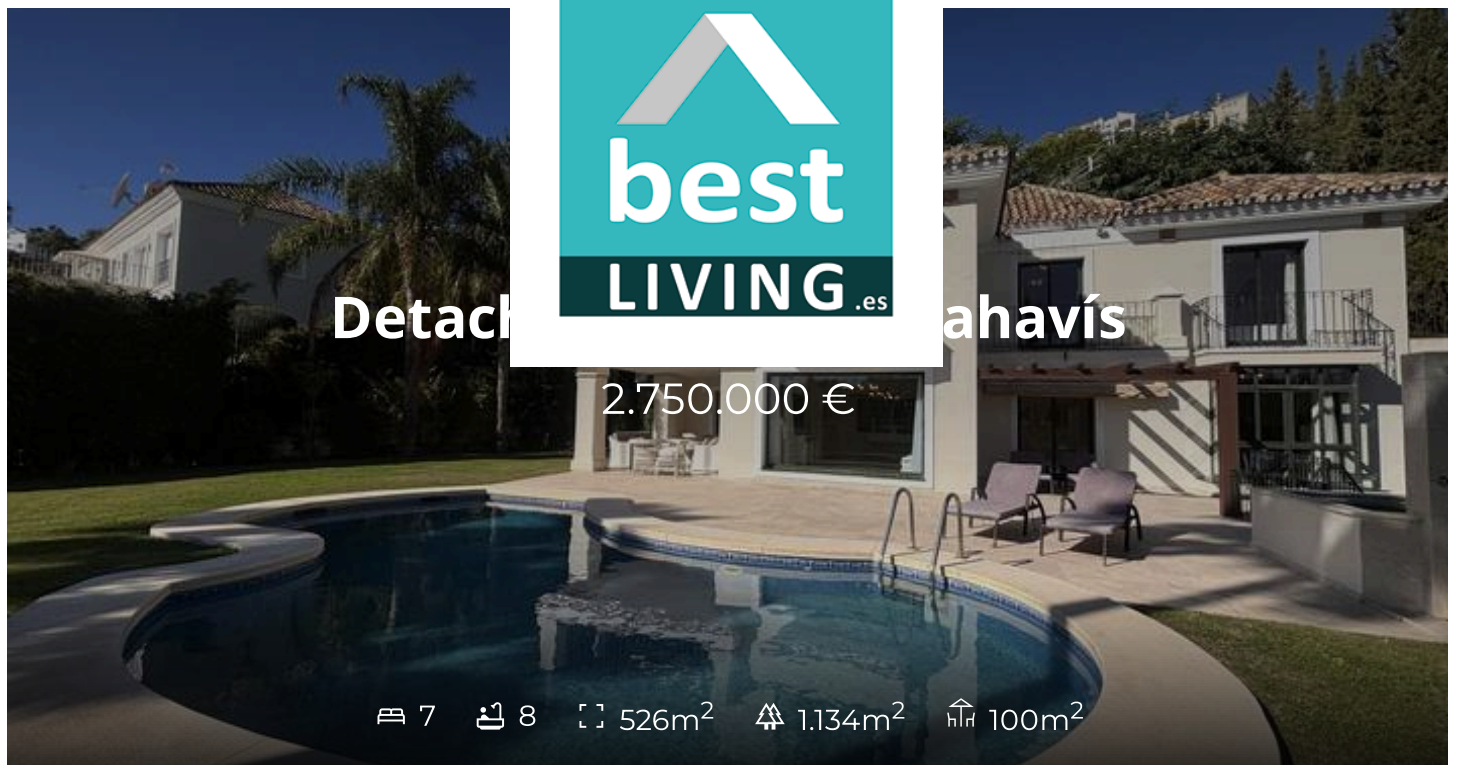 best
LIVING.es
Detach ahavís
2.750.000 €
7 8 526m² 1.134m² 100m²